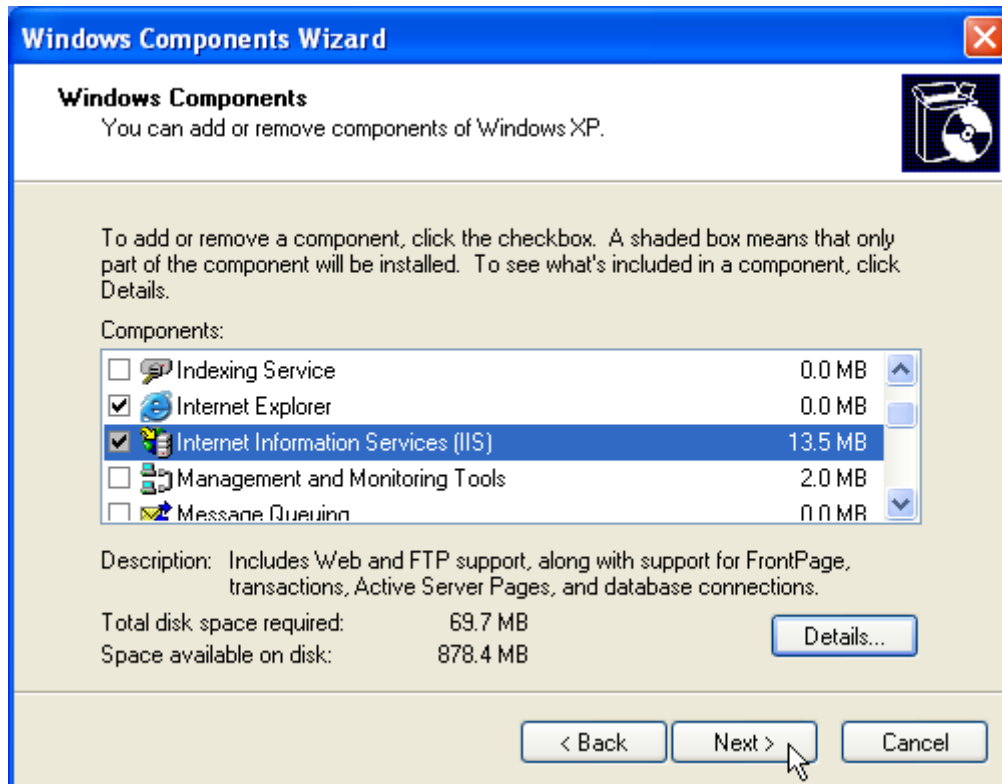 Windows Components Wizard
Windows Components
You can add or remove components of Windows XP.
To add or remove a component, click the checkbox. A shaded box means that only
part of the component will be installed. To see what's included in a component, click
Details.
Components:
Indexing Service 0.0 MB
Internet Explorer 0.0 MB
Internet Information Services (IIS) 13.5 MB
Management and Monitoring Tools 2.0 MB
Message Queuing 0.0 MB
Description: Includes Web and FTP support, along with support for FrontPage,
transactions, Active Server Pages, and database connections.
Total disk space required: 69.7 MB
Space available on disk: 878.4 MB
Details...
< Back Next > Cancel